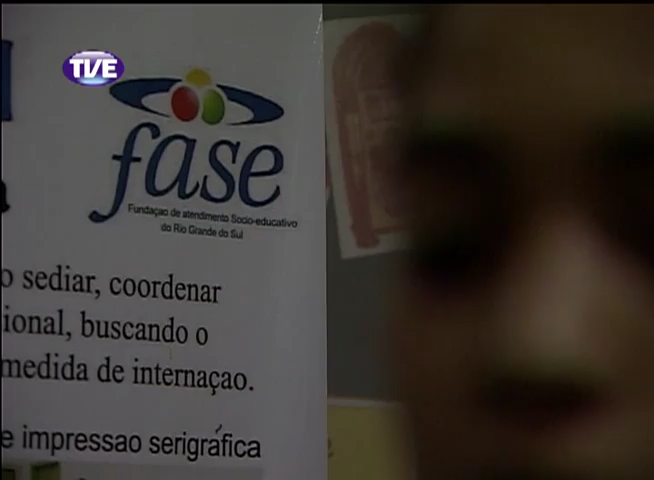 TVE
fase
Fundaçao de atendimento Socio-educativo
do Rio Grande do Sul
o sediar, coordenar
ional, buscando o
medida de internaçao.
e impressao serigráfica